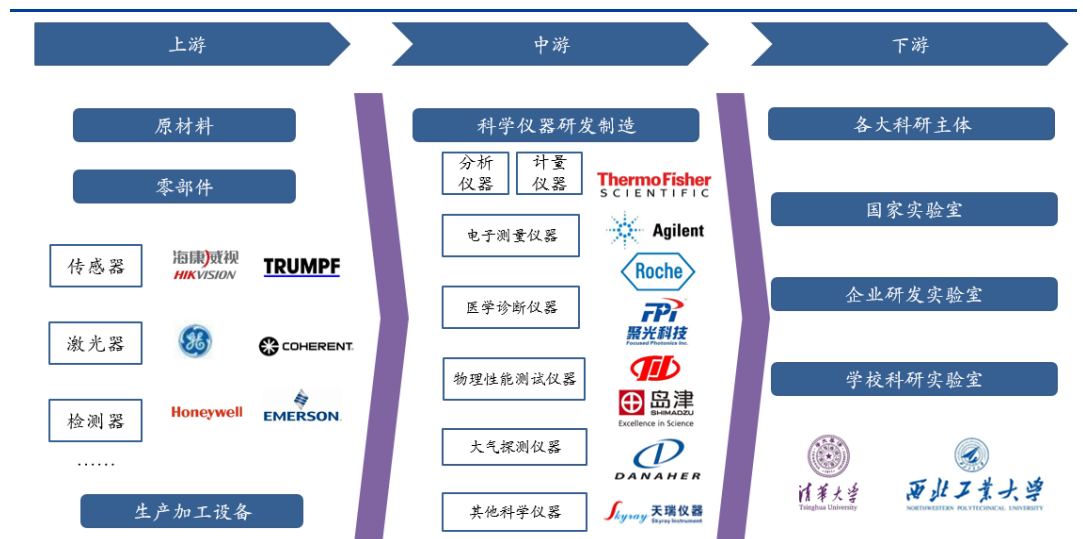 上游
中游
下游
原材料
零部件
传感器
海康威视
HIKVISION
TRUMPF
激光器
GE
COHERENT.
检测器
Honeywell
EMERSON.
……
生产加工设备
科学仪器研发制造
分析
仪器
计量
仪器
ThermoFisher
SCIENTIFIC
电子测量仪器
Agilent
Roche
医学诊断仪器
FPI
聚光科技
Focused Photonics Inc.
物理性能测试仪器
岛津
SHIMADZU
Excellence in Science
大气探测仪器
DANAHER
其他科学仪器
Skyray
天瑞仪器
Skyray Instrument
各大科研主体
国家实验室
企业研发实验室
学校科研实验室
清华大学
Tsinghua University
西北工业大学
NORTHWESTERN POLYTECHNICAL UNIVERSITY